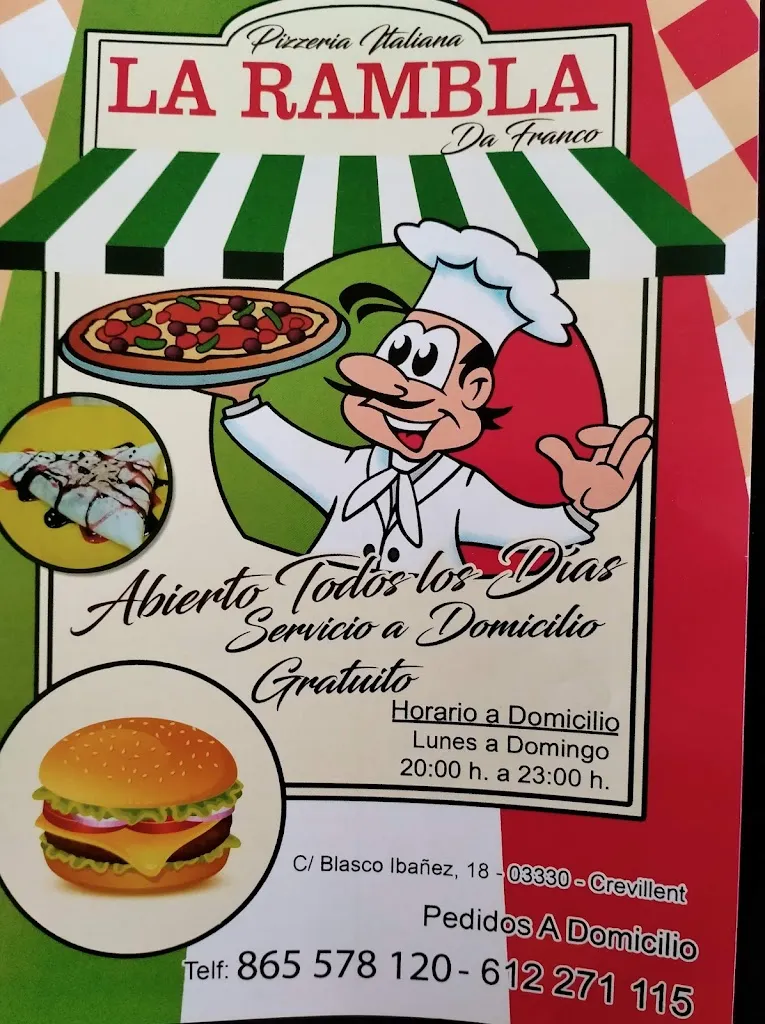 Pizzeria Italiana
LA RAMBLA
Da Franco
Abierto Todos los Días
Servicio a Domicilio
Gratuito
Horario a Domicilio
Lunes a Domingo
20:00 h. a 23:00 h.
C/ Blasco Ibañez, 18 - 03330 - Crevillent
Pedidos A Domicilio
Telf: 865 578 120 - 612 271 115